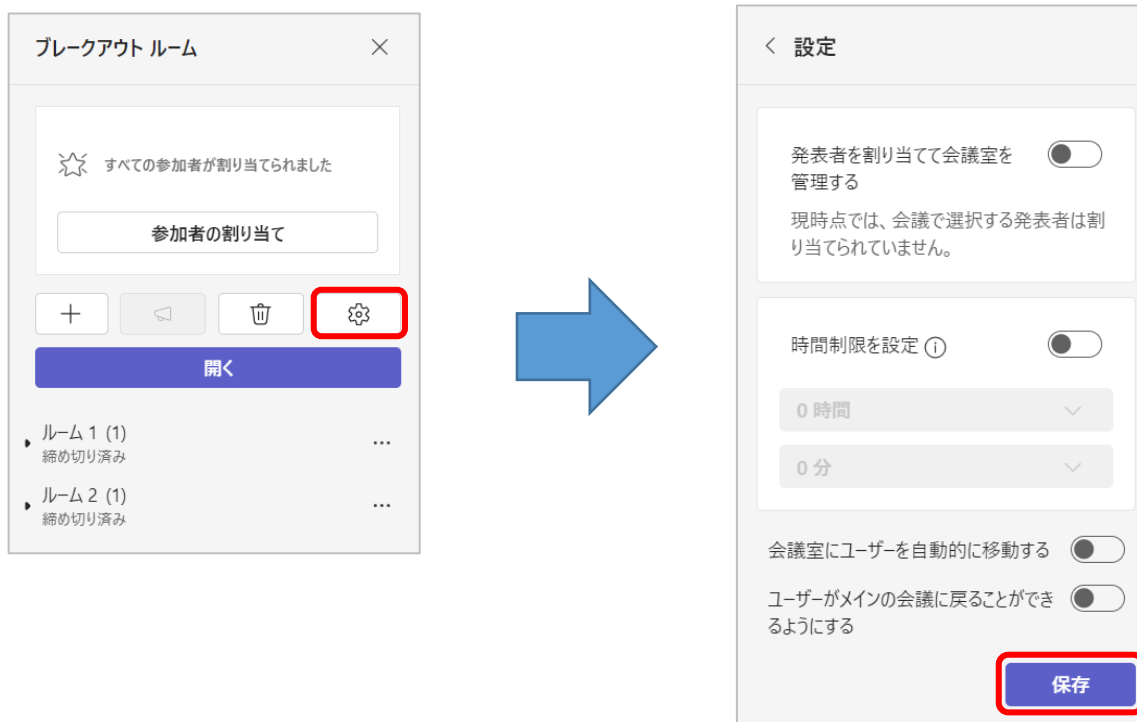 ブレークアウト ルーム
すべての参加者が割り当てられました
参加者の割り当て
開く
ルーム 1 (1)
締め切り済み
ルーム 2 (1)
締め切り済み
設定
発表者を割り当てて会議室を
管理する
現時点では、会議で選択する発表者は割
り当てられていません。
時間制限を設定
0 時間
0 分
会議室にユーザーを自動的に移動する
ユーザーがメインの会議に戻ることができ
るようにする
保存